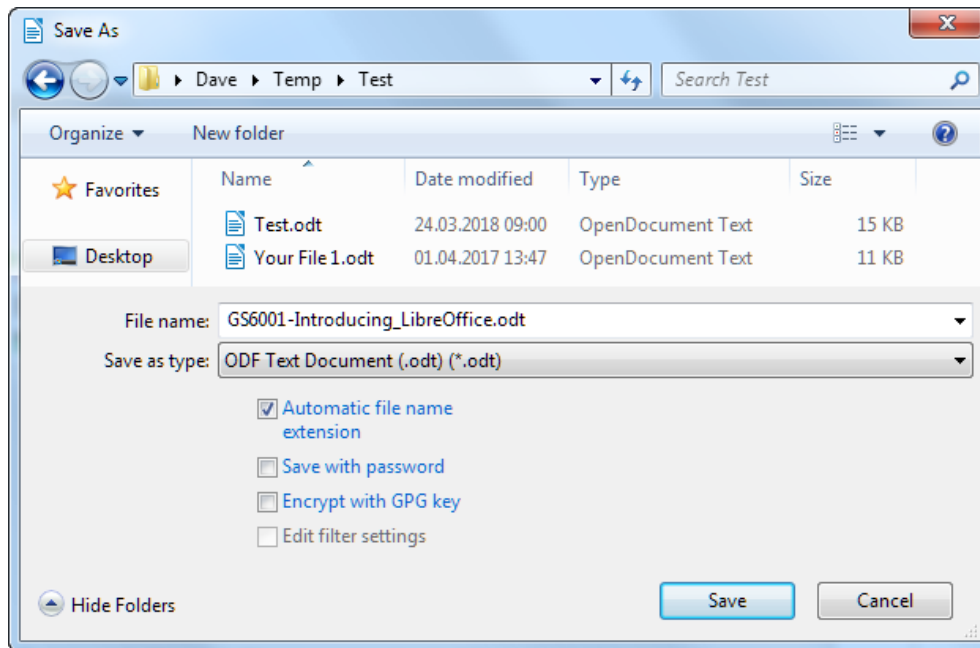 Save As
Dave Temp Test
Search Test
Organize New folder
Favorites
Desktop
Name Date modified Type Size
Test.odt 24.03.2018 09:00 OpenDocument Text 15 KB
Your File 1.odt 01.04.2017 13:47 OpenDocument Text 11 KB
File name: GS6001-Introducing_LibreOffice.odt
Save as type: ODF Text Document (.odt) (*.odt)
Automatic file name
extension
Save with password
Encrypt with GPG key
Edit filter settings
Hide Folders
Save Cancel